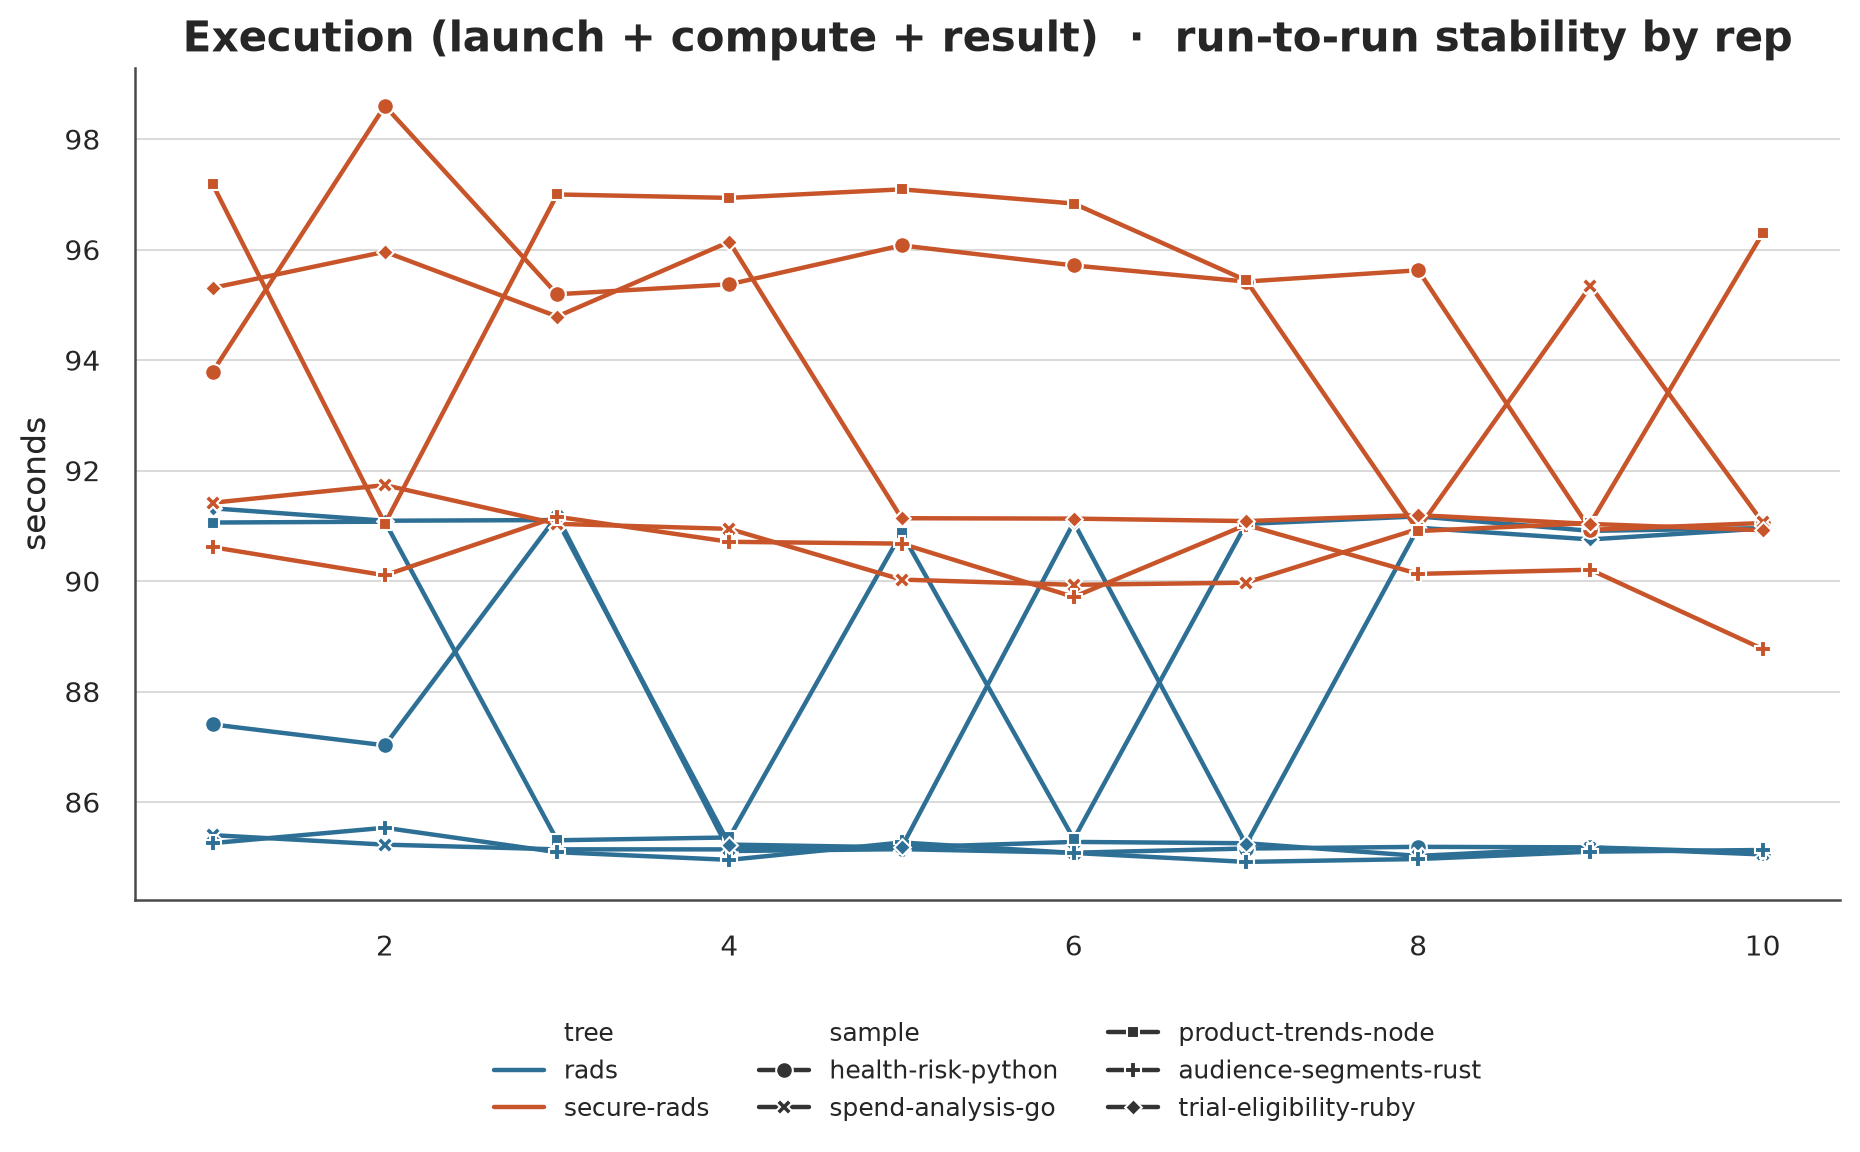 Execution (launch + compute + result)  ·  run-to-run stability by rep
98
96
94
92
90
88
86
seconds
2 4 6 8 10
tree sample product-trends-node
rads health-risk-python audience-segments-rust
secure-rads spend-analysis-go trial-eligibility-ruby